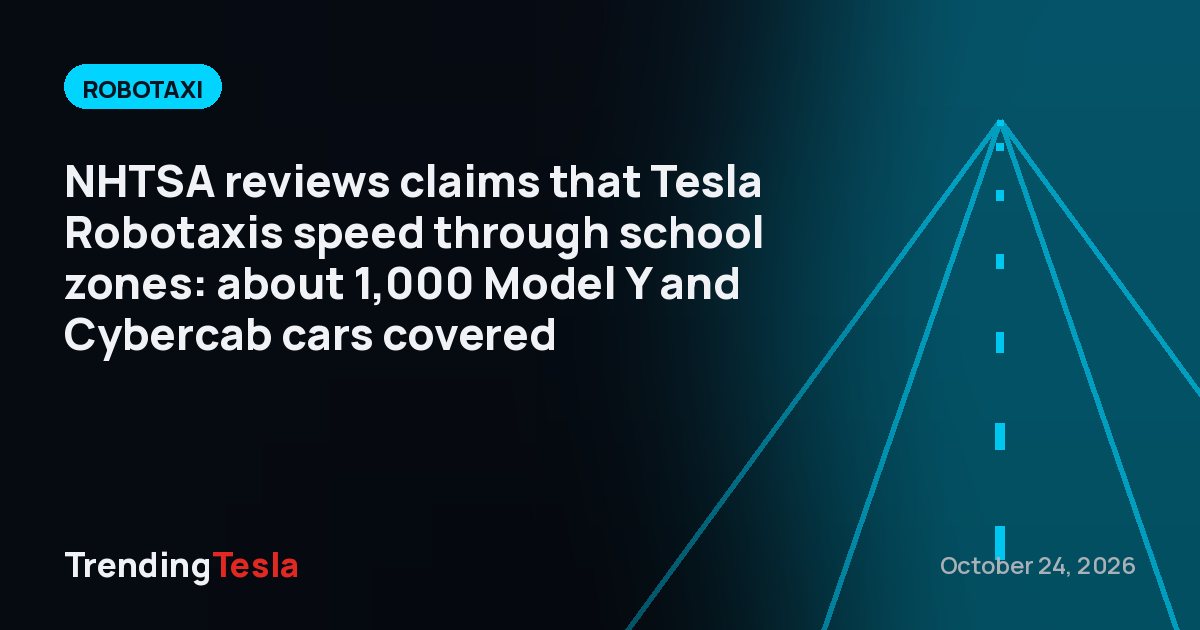 ROBOTAXI
NHTSA reviews claims that Tesla
Robotaxis speed through school
zones: about 1,000 Model Y and
Cybercab cars covered
TrendingTesla
October 24, 2026